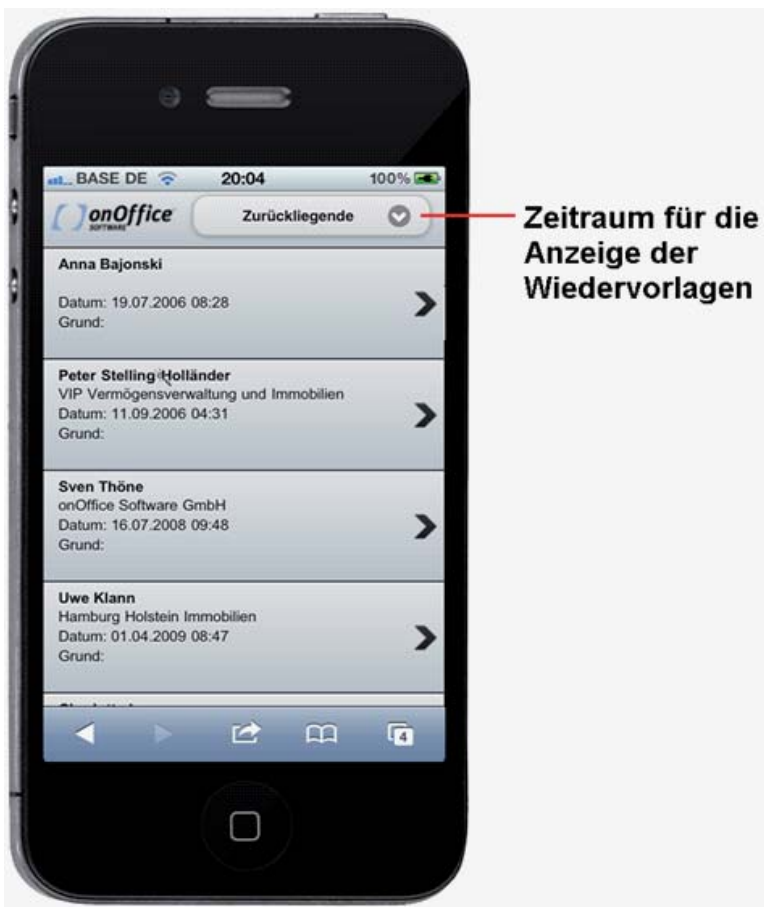 BASE DE 20:04 100%
onOffice SOFTWARE Zurückliegende
Zeitraum für die
Anzeige der
Wiedervorlagen
Anna Bajonski
Datum: 19.07.2006 08:28
Grund:
Peter Stelling-Holländer
VIP Vermögensverwaltung und Immobilien
Datum: 11.09.2006 04:31
Grund:
Sven Thöne
onOffice Software GmbH
Datum: 16.07.2008 09:48
Grund:
Uwe Klann
Hamburg Holstein Immobilien
Datum: 01.04.2009 08:47
Grund:
4